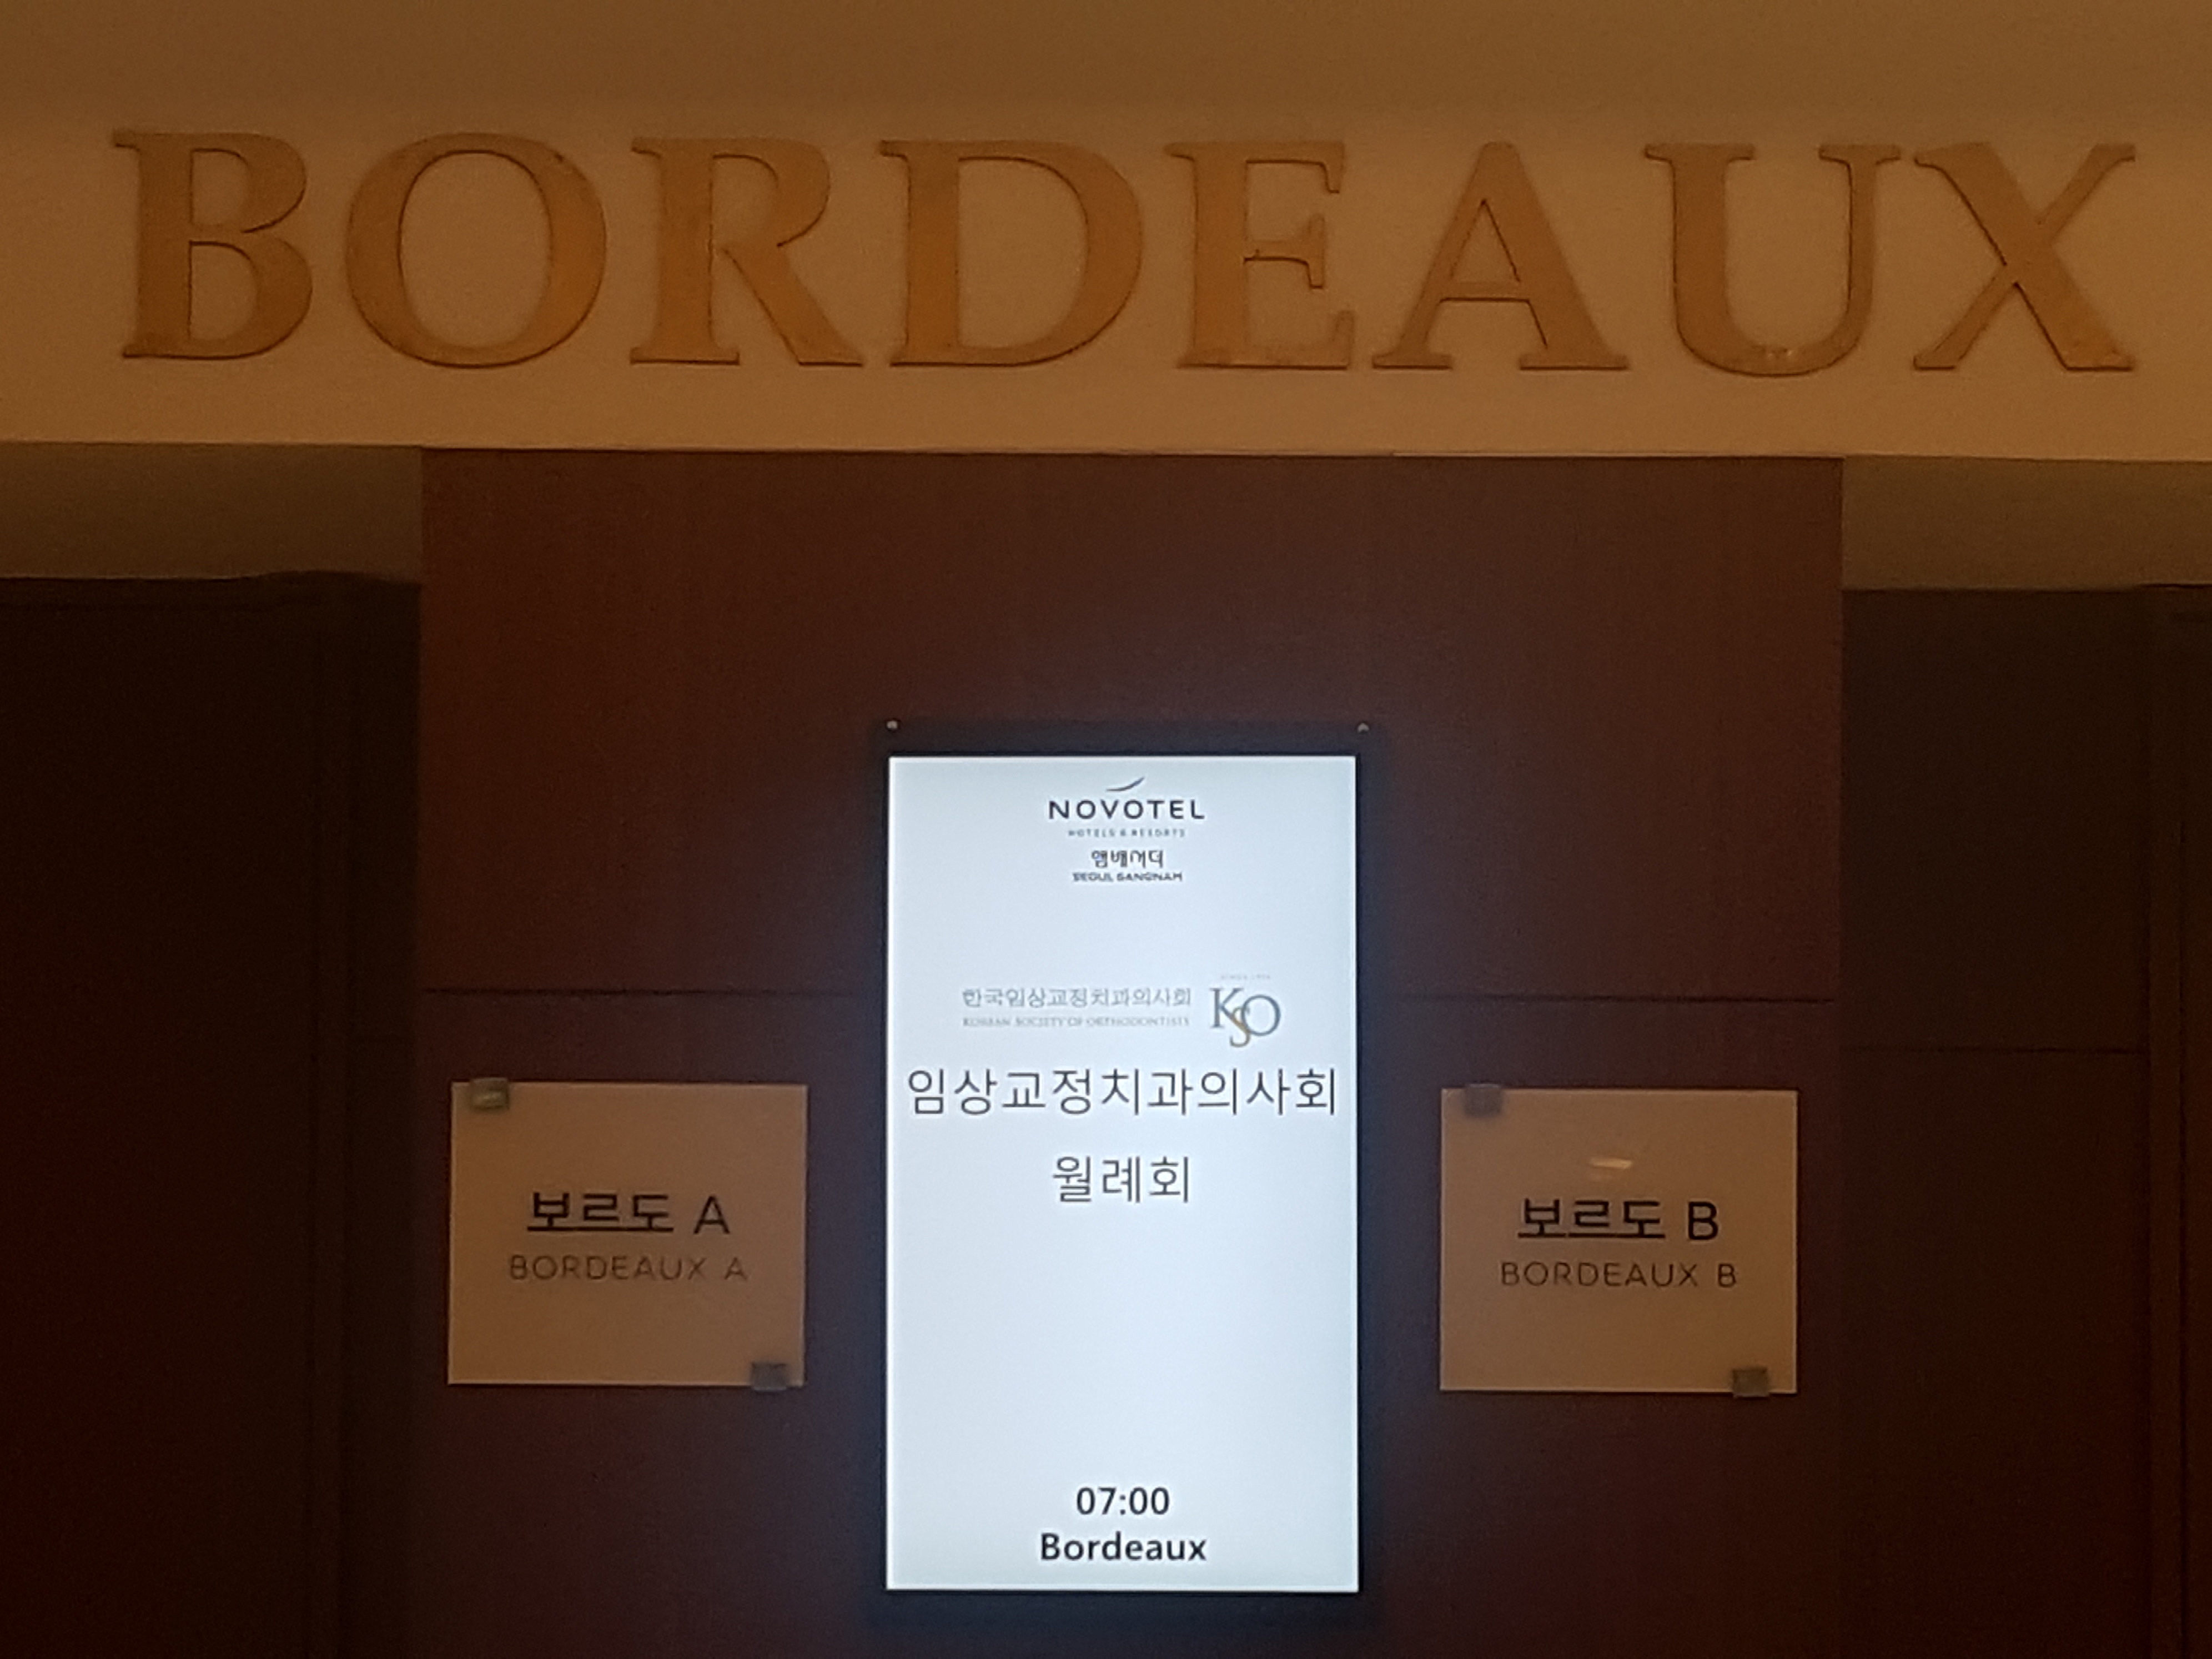 BORDEAUX
NOVOTEL
HOTELS & RESORTS
앰배서더
SEOUL GANGNAM
한국임상교정치과의사회
KOREAN SOCIETY OF ORTHODONTISTS
KSO
임상교정치과의사회
월례회
보르도 A
BORDEAUX A
보르도 B
BORDEAUX B
07:00
Bordeaux